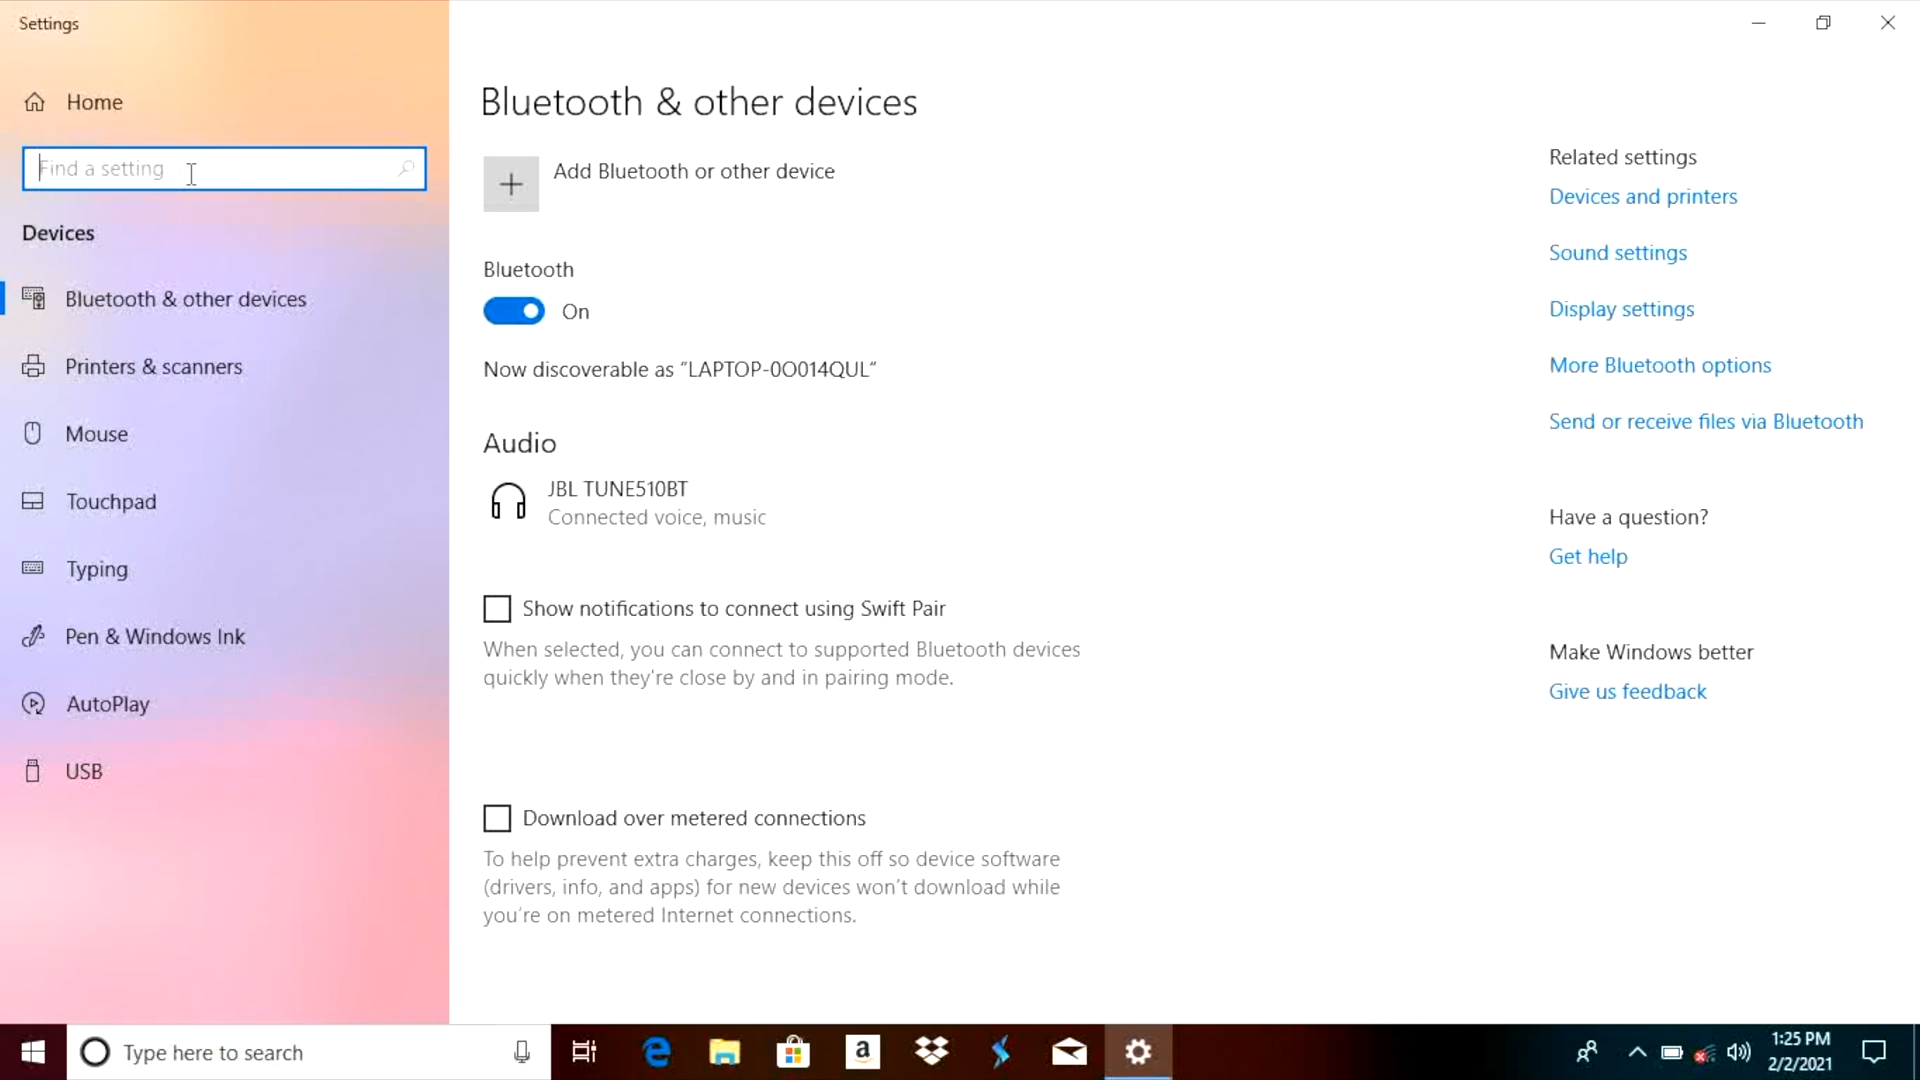 Settings
Home
Find a setting
Devices
Bluetooth & other devices
Printers & scanners
Mouse
Touchpad
Typing
Pen & Windows Ink
AutoPlay
USB
Bluetooth & other devices
Add Bluetooth or other device
Bluetooth
On
Now discoverable as “LAPTOP-0O014QUL”
Audio
JBL TUNE510BT
Connected voice, music
Show notifications to connect using Swift Pair
When selected, you can connect to supported Bluetooth devices
quickly when they're close by and in pairing mode.
Download over metered connections
To help prevent extra charges, keep this off so device software
(drivers, info, and apps) for new devices won't download while
you're on metered Internet connections.
Related settings
Devices and printers
Sound settings
Display settings
More Bluetooth options
Send or receive files via Bluetooth
Have a question?
Get help
Make Windows better
Give us feedback
Type here to search
a
1:25 PM
2/2/2021